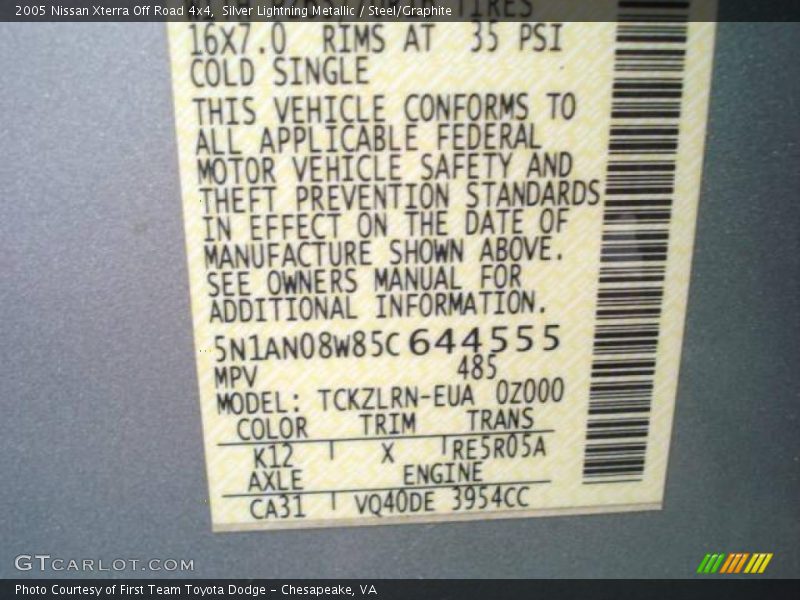 2005 Nissan Xterra Off Road 4x4,  Silver Lightning Metallic / Steel/Graphite
TIRES
16X7.0 RIMS AT 35 PSI
COLD SINGLE
THIS VEHICLE CONFORMS TO
ALL APPLICABLE FEDERAL
MOTOR VEHICLE SAFETY AND
THEFT PREVENTION STANDARDS
IN EFFECT ON THE DATE OF
MANUFACTURE SHOWN ABOVE.
SEE OWNERS MANUAL FOR
ADDITIONAL INFORMATION.
5N1AN08W85C644555
MPV 485
MODEL: TCKZLRN-EUA 0Z000
COLOR TRIM TRANS
K12 X RE5R05A
AXLE ENGINE
CA31 VQ40DE 3954CC
GTCARLOT.COM
Photo Courtesy of First Team Toyota Dodge - Chesapeake, VA